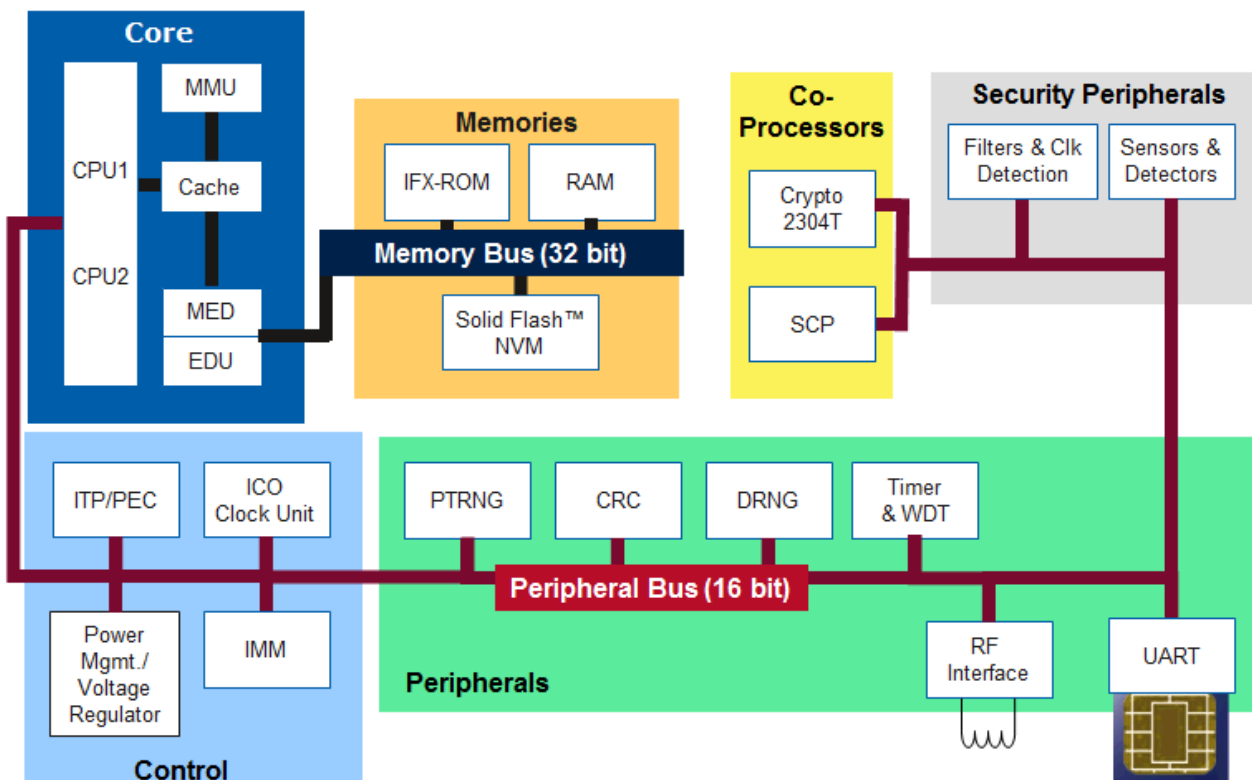 Core
MMU
CPU1
Cache
CPU2
MED
EDU
Memories
IFX-ROM
RAM
Memory Bus (32 bit)
Solid Flash™
NVM
Co-
Processors
Crypto
2304T
SCP
Security Peripherals
Filters & Clk
Detection
Sensors &
Detectors
ITP/PEC
ICO
Clock Unit
Power
Mgmt./
Voltage
Regulator
IMM
Control
PTRNG
CRC
DRNG
Timer
& WDT
Peripheral Bus (16 bit)
RF
Interface
UART
Peripherals